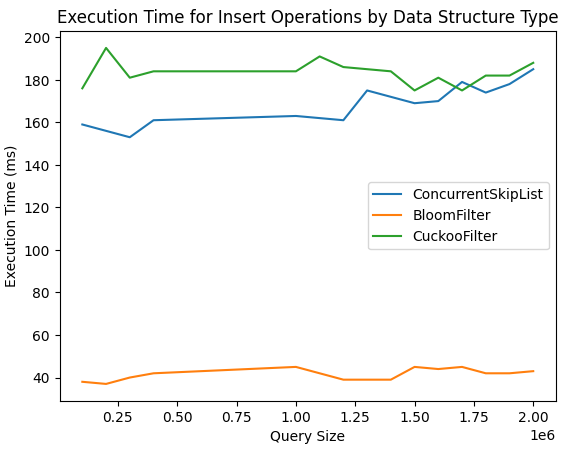 Execution Time for Insert Operations by Data Structure Type
200
180
160
140
120
100
80
60
40
Execution Time (ms)
ConcurrentSkipList
BloomFilter
CuckooFilter
0.25 0.50 0.75 1.00 1.25 1.50 1.75 2.00
1e6
Query Size